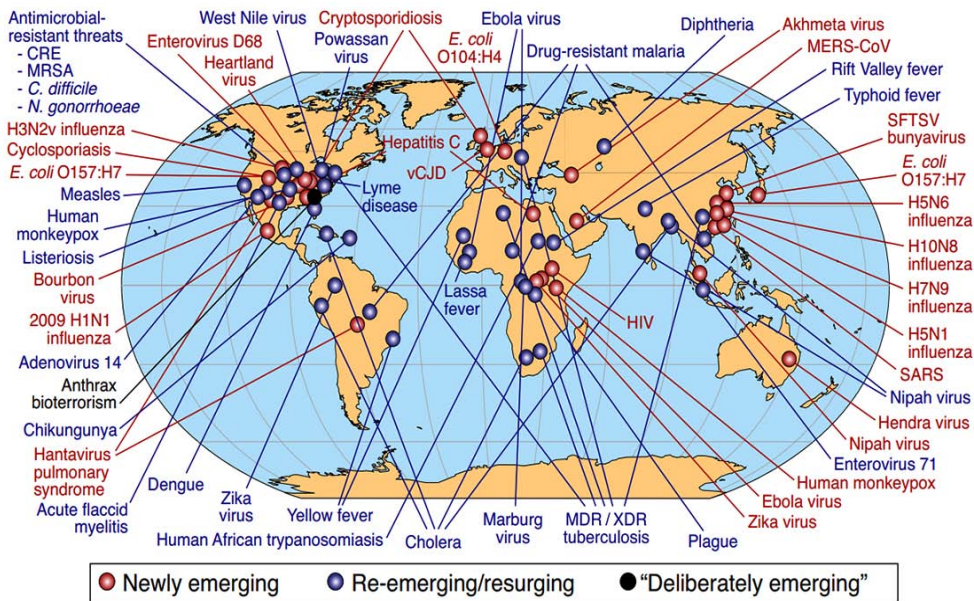 Antimicrobial-
resistant threats
- CRE
- MRSA
- C. difficile
- N. gonorrhoeae
West Nile virus
Enterovirus D68
Heartland
virus
Cryptosporidiosis
Powassan
virus
E. coli
O104:H4
Ebola virus
Drug-resistant malaria
Diphtheria
Akhmeta virus
MERS-CoV
Rift Valley fever
Typhoid fever
SFTSV
bunyavirus
E. coli
O157:H7
H5N6
influenza
H10N8
influenza
H7N9
influenza
H5N1
influenza
SARS
Nipah virus
Hendra virus
Nipah virus
Enterovirus 71
Human monkeypox
Ebola virus
Zika virus
H3N2v influenza
Cyclosporiasis
E. coli O157:H7
Measles
Human
monkeypox
Listeriosis
Bourbon
virus
2009 H1N1
influenza
Adenovirus 14
Anthrax
bioterrorism
Chikungunya
Hantavirus
pulmonary
syndrome
Acute flaccid
myelitis
Hepatitis C
vCJD
Lyme
disease
Lassa
fever
HIV
Dengue
Zika
virus
Yellow fever
Human African trypanosomiasis
Cholera
Marburg
virus
MDR / XDR
tuberculosis
Plague
Newly emerging
Re-emerging/resurging
“Deliberately emerging”